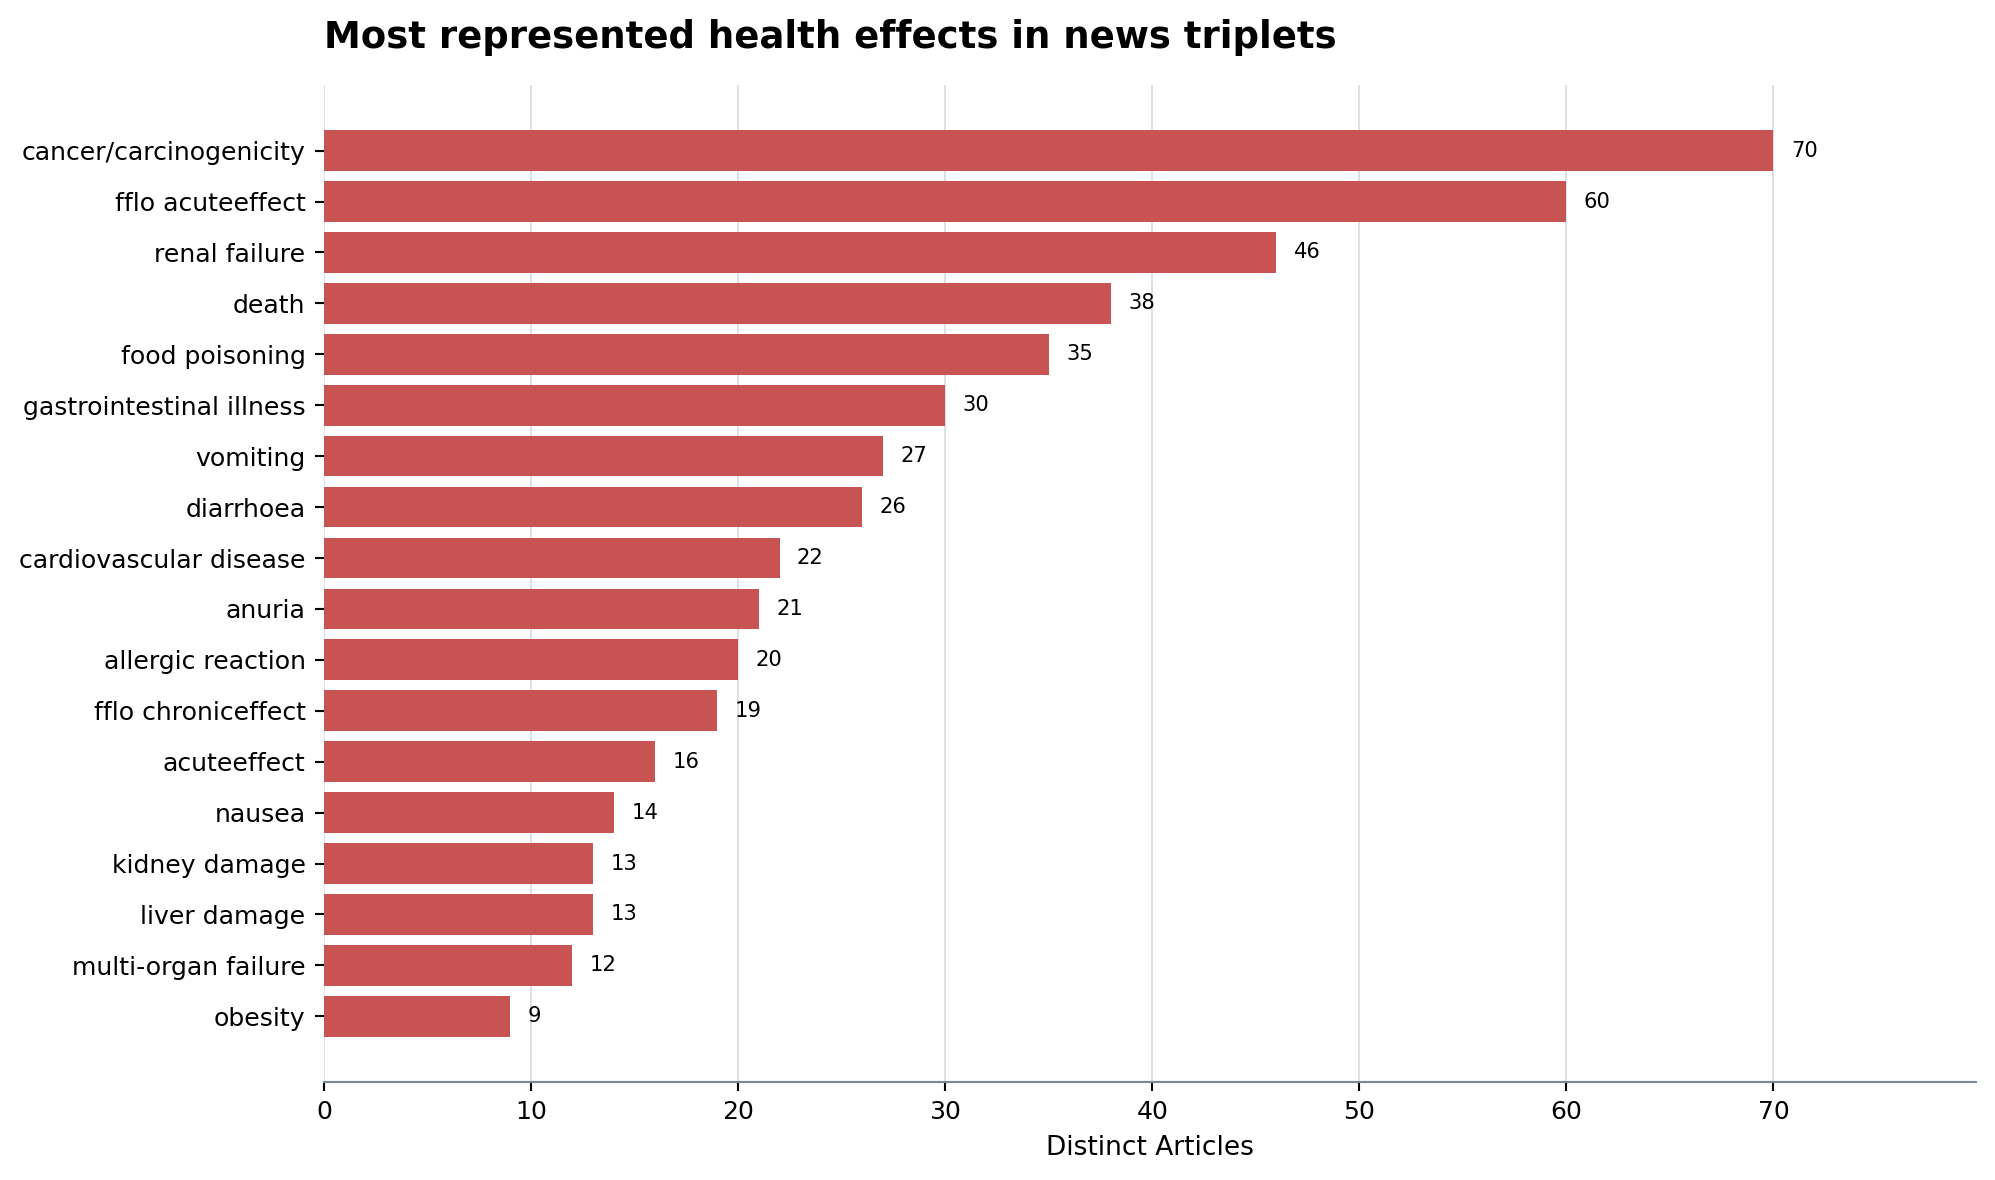 Most represented health effects in news triplets
cancer/carcinogenicity 70
fflo acuteeffect 60
renal failure 46
death 38
food poisoning 35
gastrointestinal illness 30
vomiting 27
diarrhoea 26
cardiovascular disease 22
anuria 21
allergic reaction 20
fflo chroniceffect 19
acuteeffect 16
nausea 14
kidney damage 13
liver damage 13
multi-organ failure 12
obesity 9
0 10 20 30 40 50 60 70
Distinct Articles